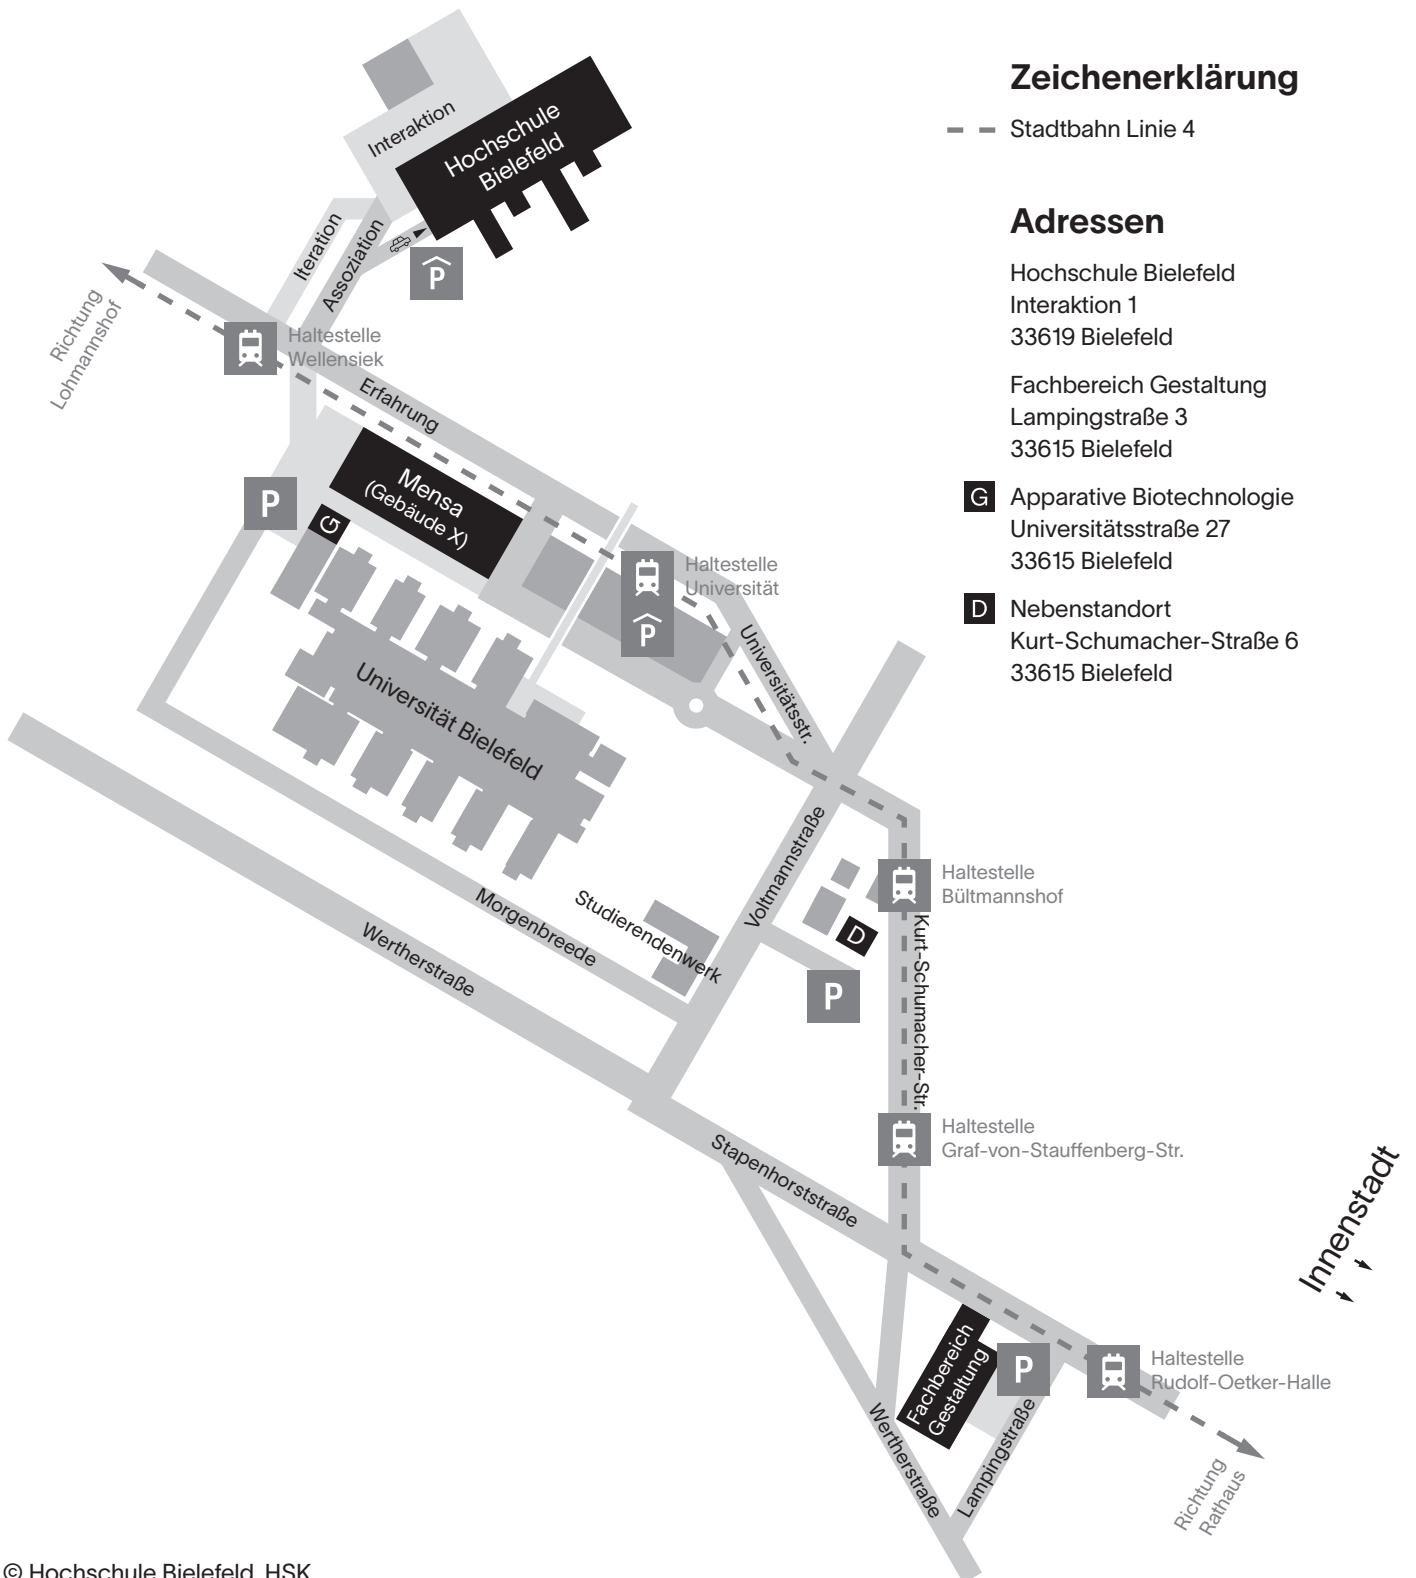 Zeichenerklärung
Stadtbahn Linie 4
Adressen
Hochschule Bielefeld
Interaktion 1
33619 Bielefeld
Fachbereich Gestaltung
Lampingstraße 3
33615 Bielefeld
G Apparative Biotechnologie
Universitätsstraße 27
33615 Bielefeld
D Nebenstandort
Kurt-Schumacher-Straße 6
33615 Bielefeld
Interaktion
Hochschule
Bielefeld
Iteration
Assoziation
P
Richtung
Lohmannshof
Haltestelle
Wellensiek
Erfahrung
Mensa
(Gebäude X)
P
G
Haltestelle
Universität
P
Universitätsstr.
Universität Bielefeld
Voltmannstraße
Haltestelle
Bültmannshof
Studierendenwerk
D
P
Morgenbreede
Wertherstraße
Kurt-Schumacher-Str.
Haltestelle
Graf-von-Stauffenberg-Str.
Stapenhorststraße
Innenstadt
Fachbereich
Gestaltung
P
Haltestelle
Rudolf-Oetker-Halle
Wertherstraße
Lampingstraße
Richtung
Rathaus
© Hochschule Bielefeld, HSK